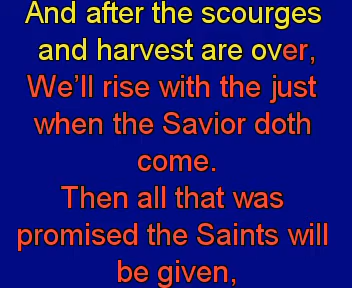 And after the scourges
and harvest are over,
We'll rise with the just
when the Savior doth
come.
Then all that was
promised the Saints will
be given,